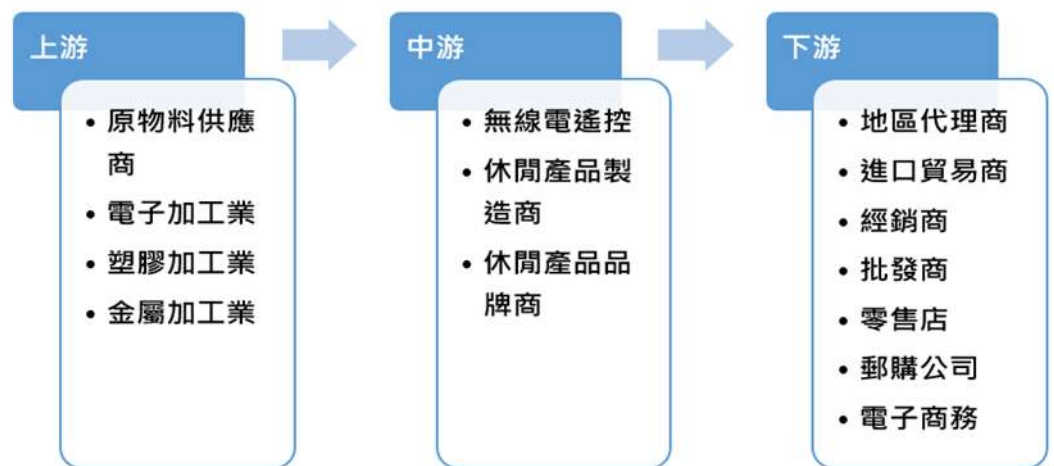 上游
• 原物料供應
商
• 電子加工業
• 塑膠加工業
• 金屬加工業
中游
• 無線電遙控
• 休閒產品製
造商
• 休閒產品品
牌商
下游
• 地區代理商
• 進口貿易商
• 經銷商
• 批發商
• 零售店
• 郵購公司
• 電子商務